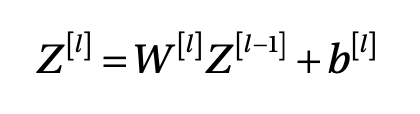 Z^[l] = W^[l] Z^[l−1] + b^[l]